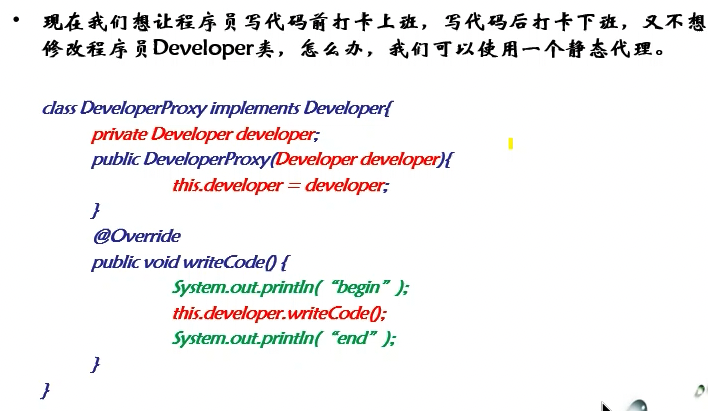 • 现在我们想让程序员写代码前打卡上班，写代码后打卡下班，又不想
修改程序员Developer类，怎么办，我们可以使用一个静态代理。
class DeveloperProxy implements Developer{
private Developer developer;
public DeveloperProxy(Developer developer){
this.developer = developer;
}
@Override
public void writeCode() {
System.out.println(“begin”);
this.developer.writeCode();
System.out.println(“end”);
}
}